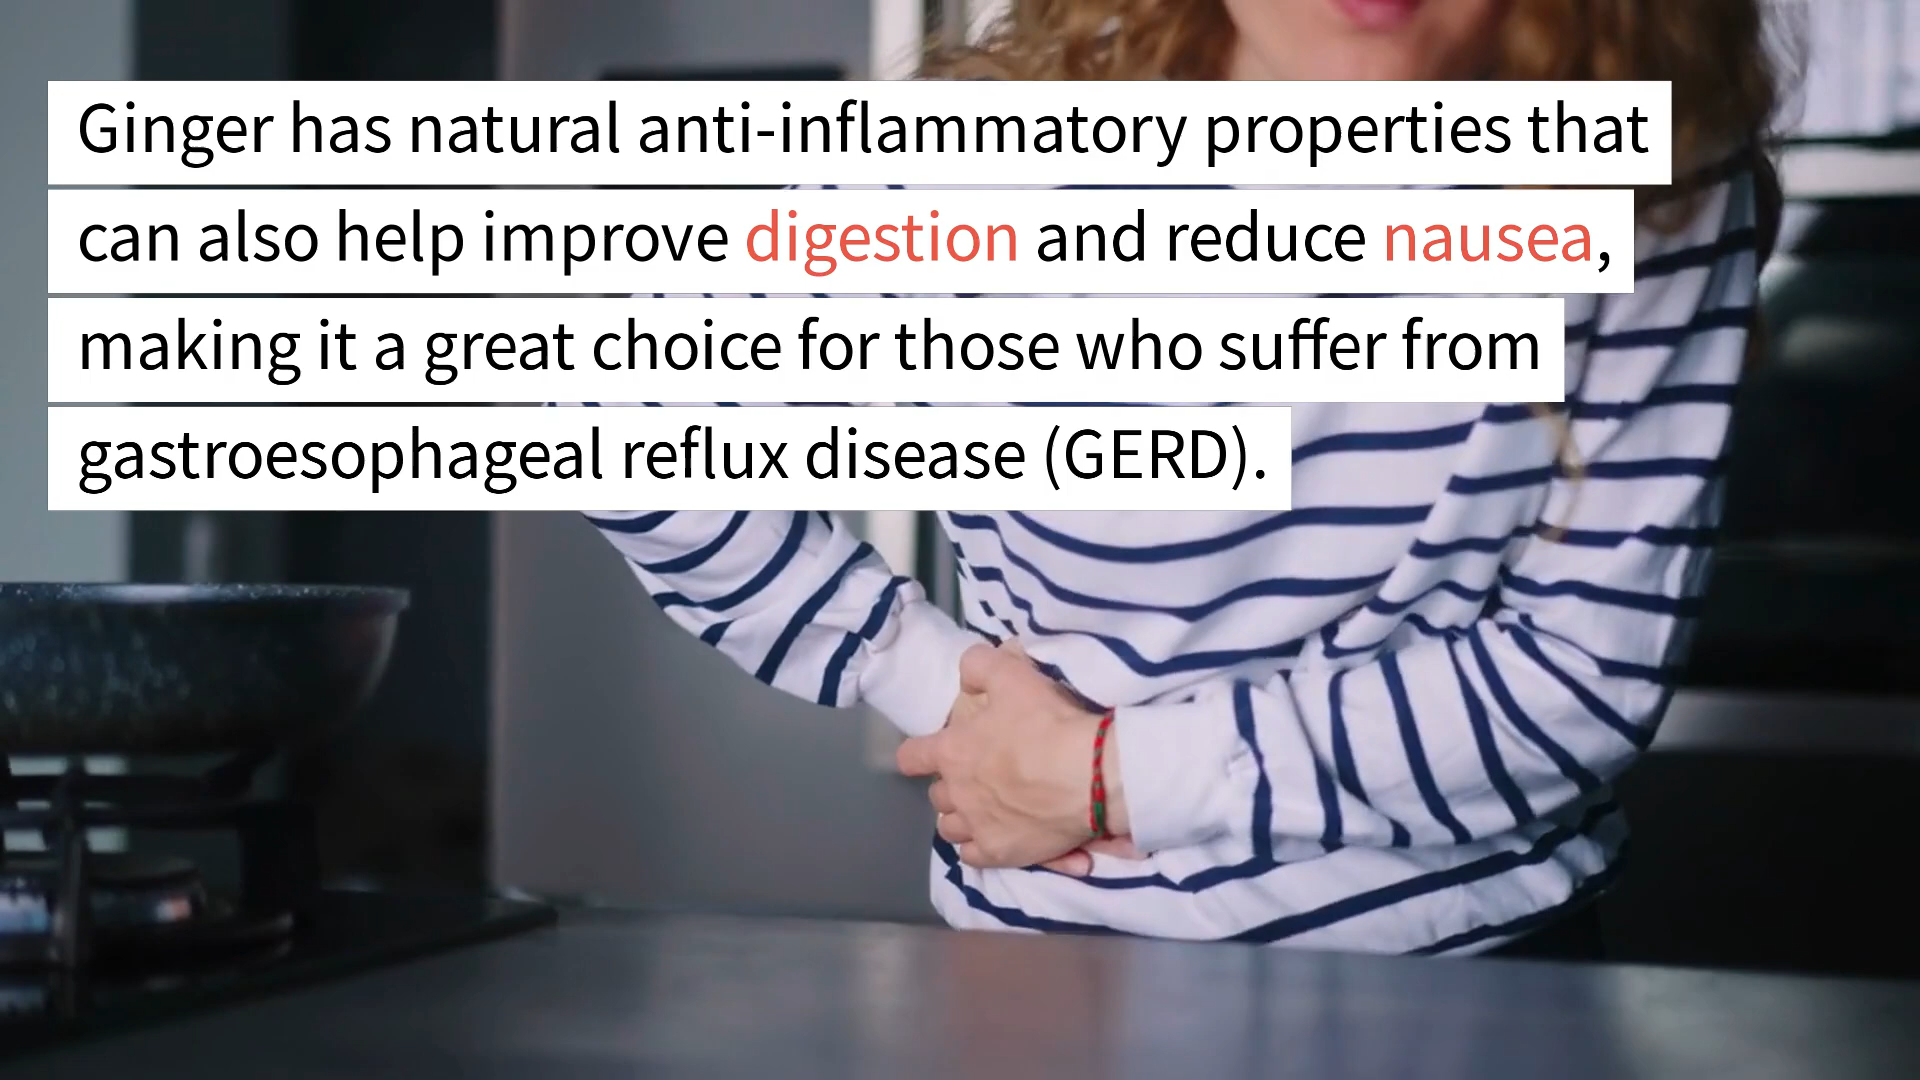 Ginger has natural anti-inflammatory properties that
can also help improve digestion and reduce nausea,
making it a great choice for those who suffer from
gastroesophageal reflux disease (GERD).